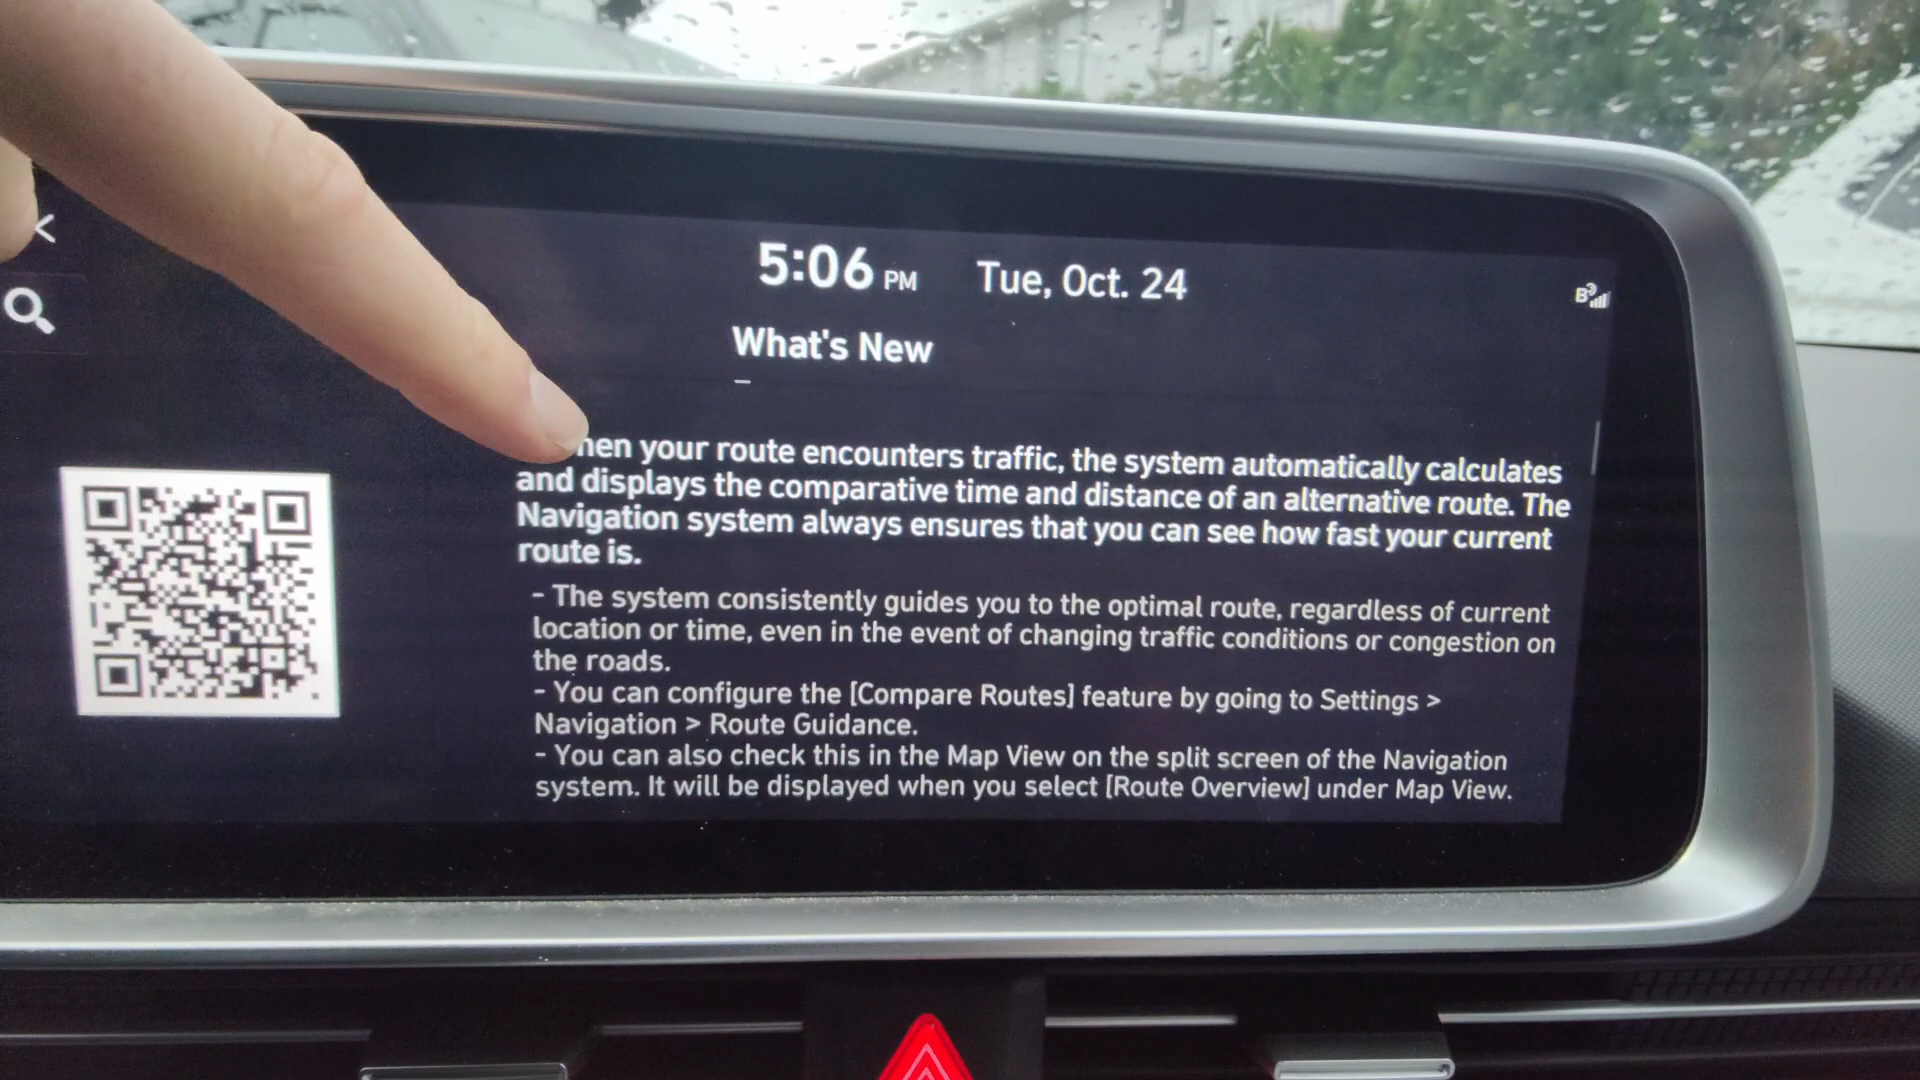 5:06 PM Tue, Oct. 24
What's New
your route encounters traffic, the system automatically calculates
and displays the comparative time and distance of an alternative route. The
Navigation system always ensures that you can see how fast your current
route is.
- The system consistently guides you to the optimal route, regardless of current
location or time, even in the event of changing traffic conditions or congestion on
the roads.
- You can configure the [Compare Routes] feature by going to Settings >
Navigation > Route Guidance.
- You can also check this in the Map View on the split screen of the Navigation
system. It will be displayed when you select [Route Overview] under Map View.